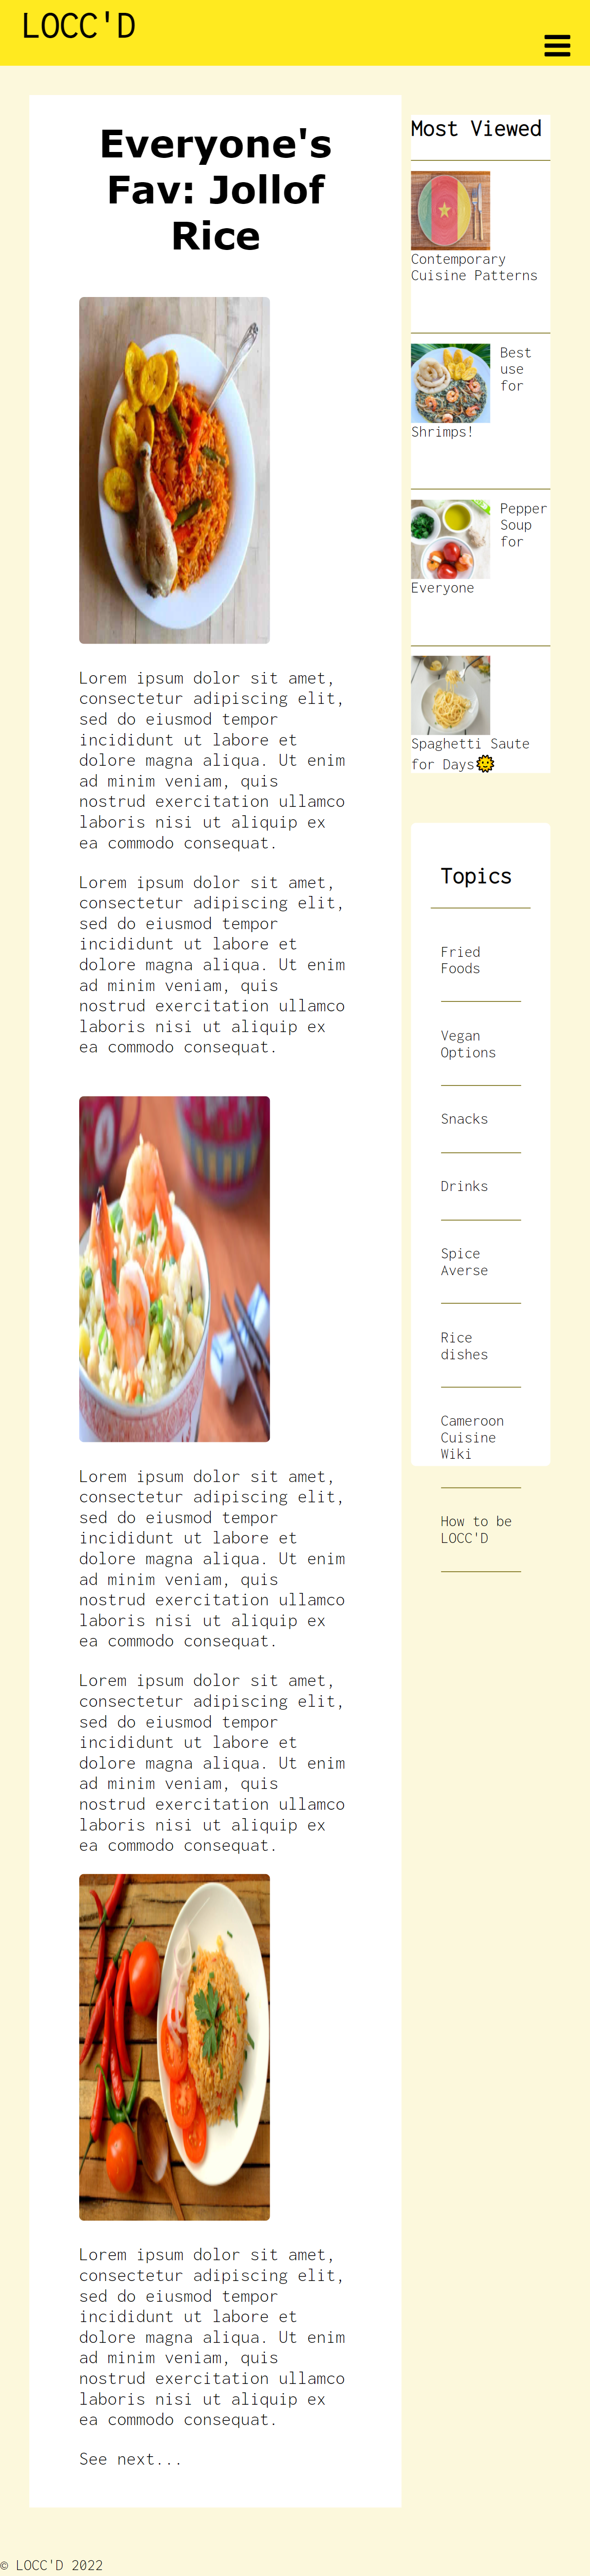 LOCC'D
Everyone's
Fav: Jollof
Rice
Lorem ipsum dolor sit amet,
consectetur adipiscing elit,
sed do eiusmod tempor
incididunt ut labore et
dolore magna aliqua. Ut enim
ad minim veniam, quis
nostrud exercitation ullamco
laboris nisi ut aliquip ex
ea commodo consequat.
Lorem ipsum dolor sit amet,
consectetur adipiscing elit,
sed do eiusmod tempor
incididunt ut labore et
dolore magna aliqua. Ut enim
ad minim veniam, quis
nostrud exercitation ullamco
laboris nisi ut aliquip ex
ea commodo consequat.
Lorem ipsum dolor sit amet,
consectetur adipiscing elit,
sed do eiusmod tempor
incididunt ut labore et
dolore magna aliqua. Ut enim
ad minim veniam, quis
nostrud exercitation ullamco
laboris nisi ut aliquip ex
ea commodo consequat.
Lorem ipsum dolor sit amet,
consectetur adipiscing elit,
sed do eiusmod tempor
incididunt ut labore et
dolore magna aliqua. Ut enim
ad minim veniam, quis
nostrud exercitation ullamco
laboris nisi ut aliquip ex
ea commodo consequat.
Lorem ipsum dolor sit amet,
consectetur adipiscing elit,
sed do eiusmod tempor
incididunt ut labore et
dolore magna aliqua. Ut enim
ad minim veniam, quis
nostrud exercitation ullamco
laboris nisi ut aliquip ex
ea commodo consequat.
See next...
Most Viewed
Contemporary
Cuisine Patterns
Best
use
for
Shrimps!
Pepper
Soup
for
Everyone
Spaghetti Saute
for Days🌞
Topics
Fried
Foods
Vegan
Options
Snacks
Drinks
Spice
Averse
Rice
dishes
Cameroon
Cuisine
Wiki
How to be
LOCC'D
© LOCC'D 2022